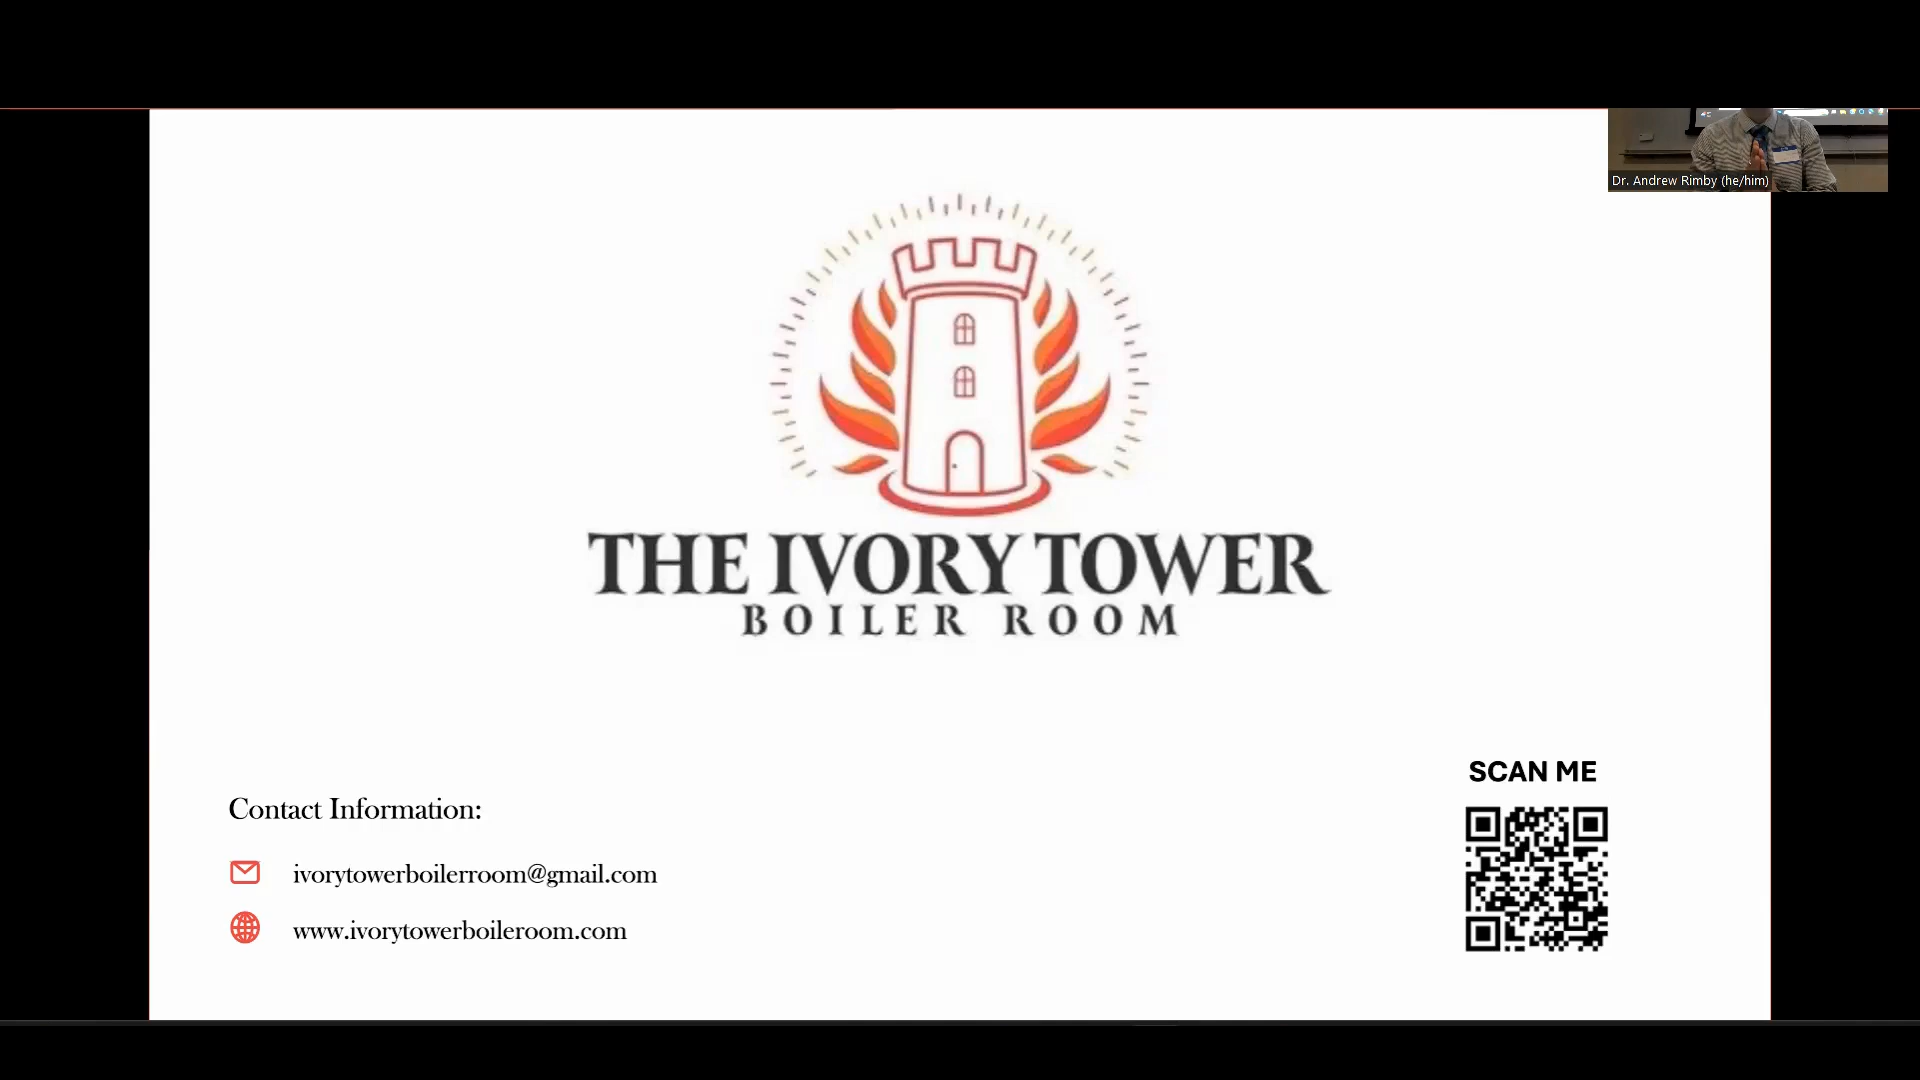 Dr. Andrew Rimby (he/him)
THE IVORY TOWER
BOILER ROOM
SCAN ME
Contact Information:
ivorytowerboilerroom@gmail.com
www.ivorytowerboileroom.com